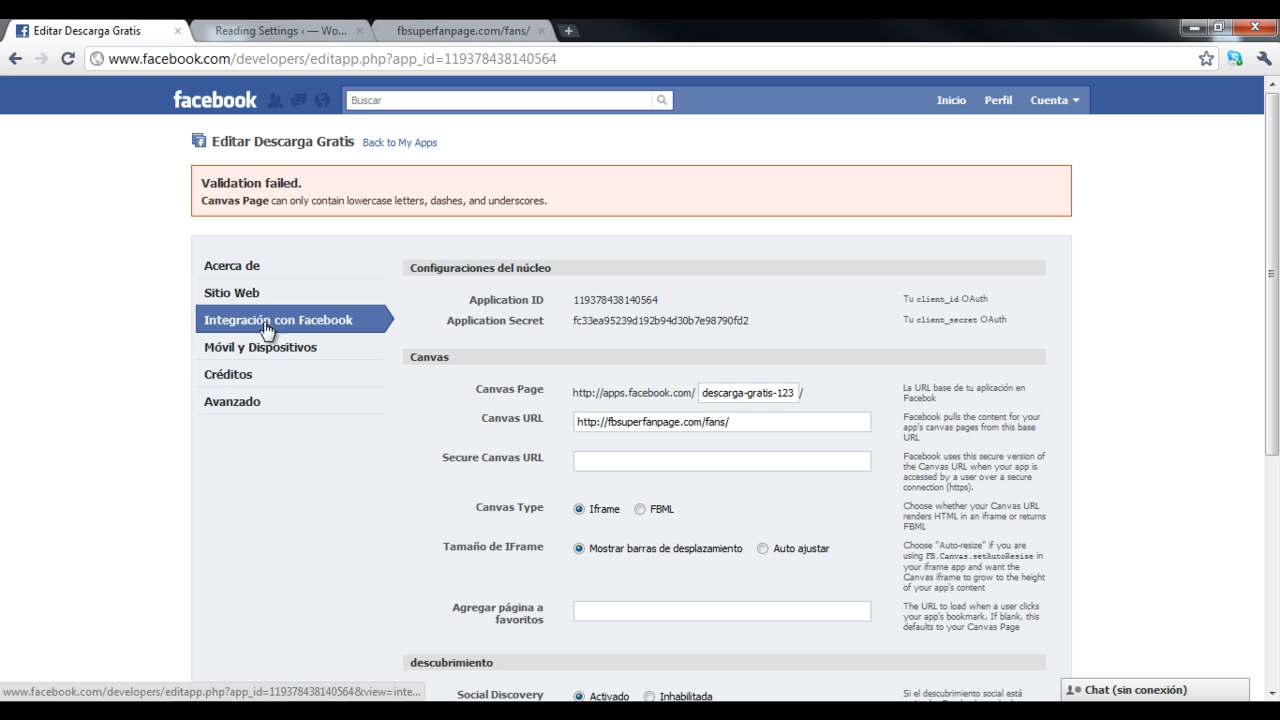 Editar Descarga Gratis
Reading Settings ‹ — Wo...
fbsuperfanpage.com/fans/
www.facebook.com/developers/editapp.php?app_id=119378438140564
facebook
Buscar
Inicio Perfil Cuenta
Editar Descarga Gratis Back to My Apps
Validation failed.
Canvas Page can only contain lowercase letters, dashes, and underscores.
Acerca de
Sitio Web
Integración con Facebook
Móvil y Dispositivos
Créditos
Avanzado
Configuraciones del núcleo
Application ID 119378438140564 Tu client_id OAuth
Application Secret fc33ea95239d192b94d30b7e98790fd2 Tu client_secret OAuth
Canvas
Canvas Page http://apps.facebook.com/ descarga-gratis-123 /
La URL base de tu aplicación en
Facebok
Canvas URL http://fbsuperfanpage.com/fans/
Facebook pulls the content for your
app's canvas pages from this base
URL
Secure Canvas URL
Facebook uses this secure version of
the Canvas URL when your app is
accessed by a user over a secure
connection (https).
Canvas Type Iframe FBML
Choose whether your Canvas URL
renders HTML in an iframe or returns
FBML
Tamaño de IFrame Mostrar barras de desplazamiento Auto ajustar
Choose "Auto-resize" if you are
using FB.Canvas.setAutoResize in
your iframe app and want the
Canvas iframe to grow to the height
of your app's content
Agregar página a
favoritos
The URL to load when a user clicks
your app's bookmark. If blank, this
defaults to your Canvas Page
descubrimiento
Social Discovery Activado Inhabilitada
Si el descubrimiento social está
www.facebook.com/developers/editapp.php?app_id=119378438140564&view=inte...
Chat (sin conexión)